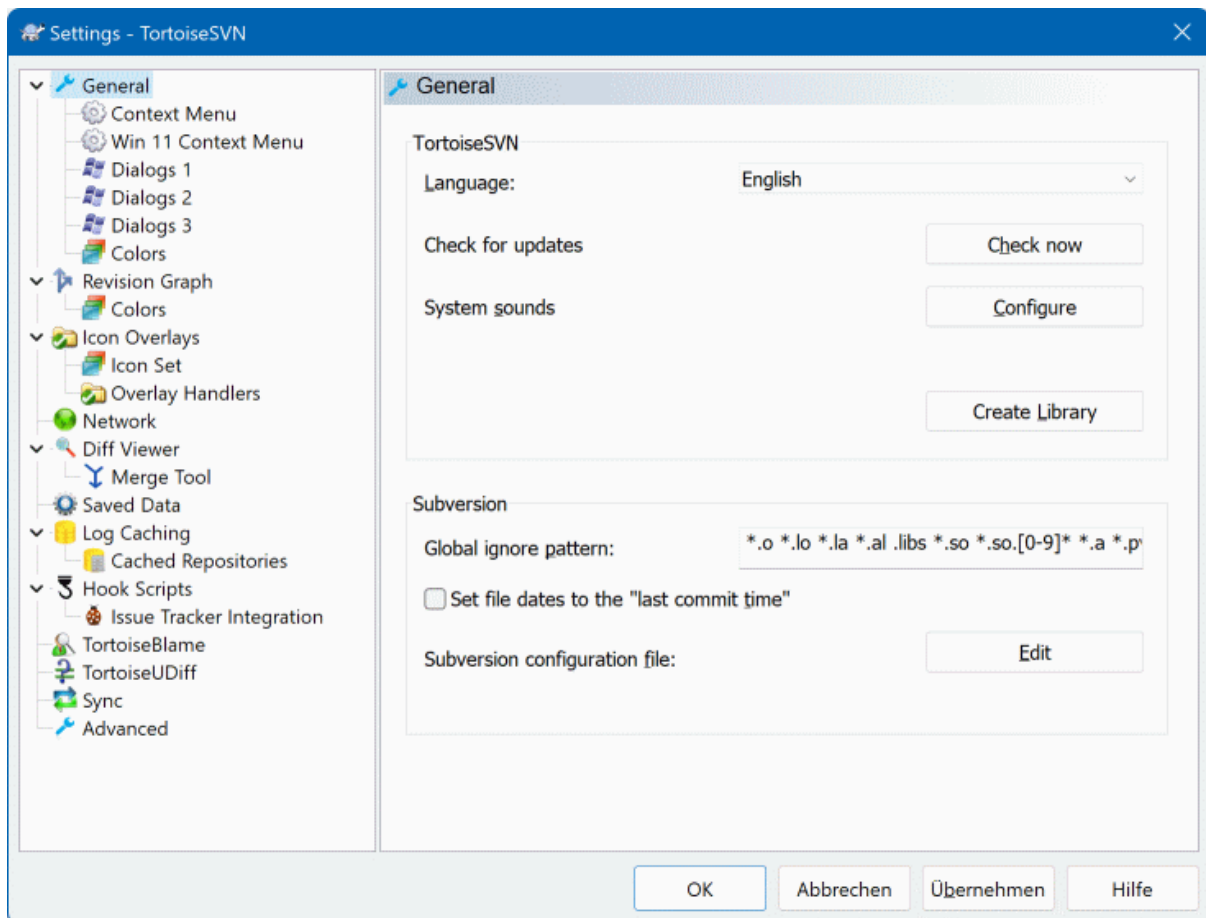 Settings - TortoiseSVN
General
Context Menu
Win 11 Context Menu
Dialogs 1
Dialogs 2
Dialogs 3
Colors
Revision Graph
Colors
Icon Overlays
Icon Set
Overlay Handlers
Network
Diff Viewer
Merge Tool
Saved Data
Log Caching
Cached Repositories
Hook Scripts
Issue Tracker Integration
TortoiseBlame
TortoiseUDiff
Sync
Advanced
General
TortoiseSVN
Language: English
Check for updates Check now
System sounds Configure
Create Library
Subversion
Global ignore pattern: *.o *.lo *.la *.al .libs *.so *.so.[0-9]* *.a
Set file dates to the "last commit time"
Subversion configuration file: Edit
OK Abbrechen Übernehmen Hilfe